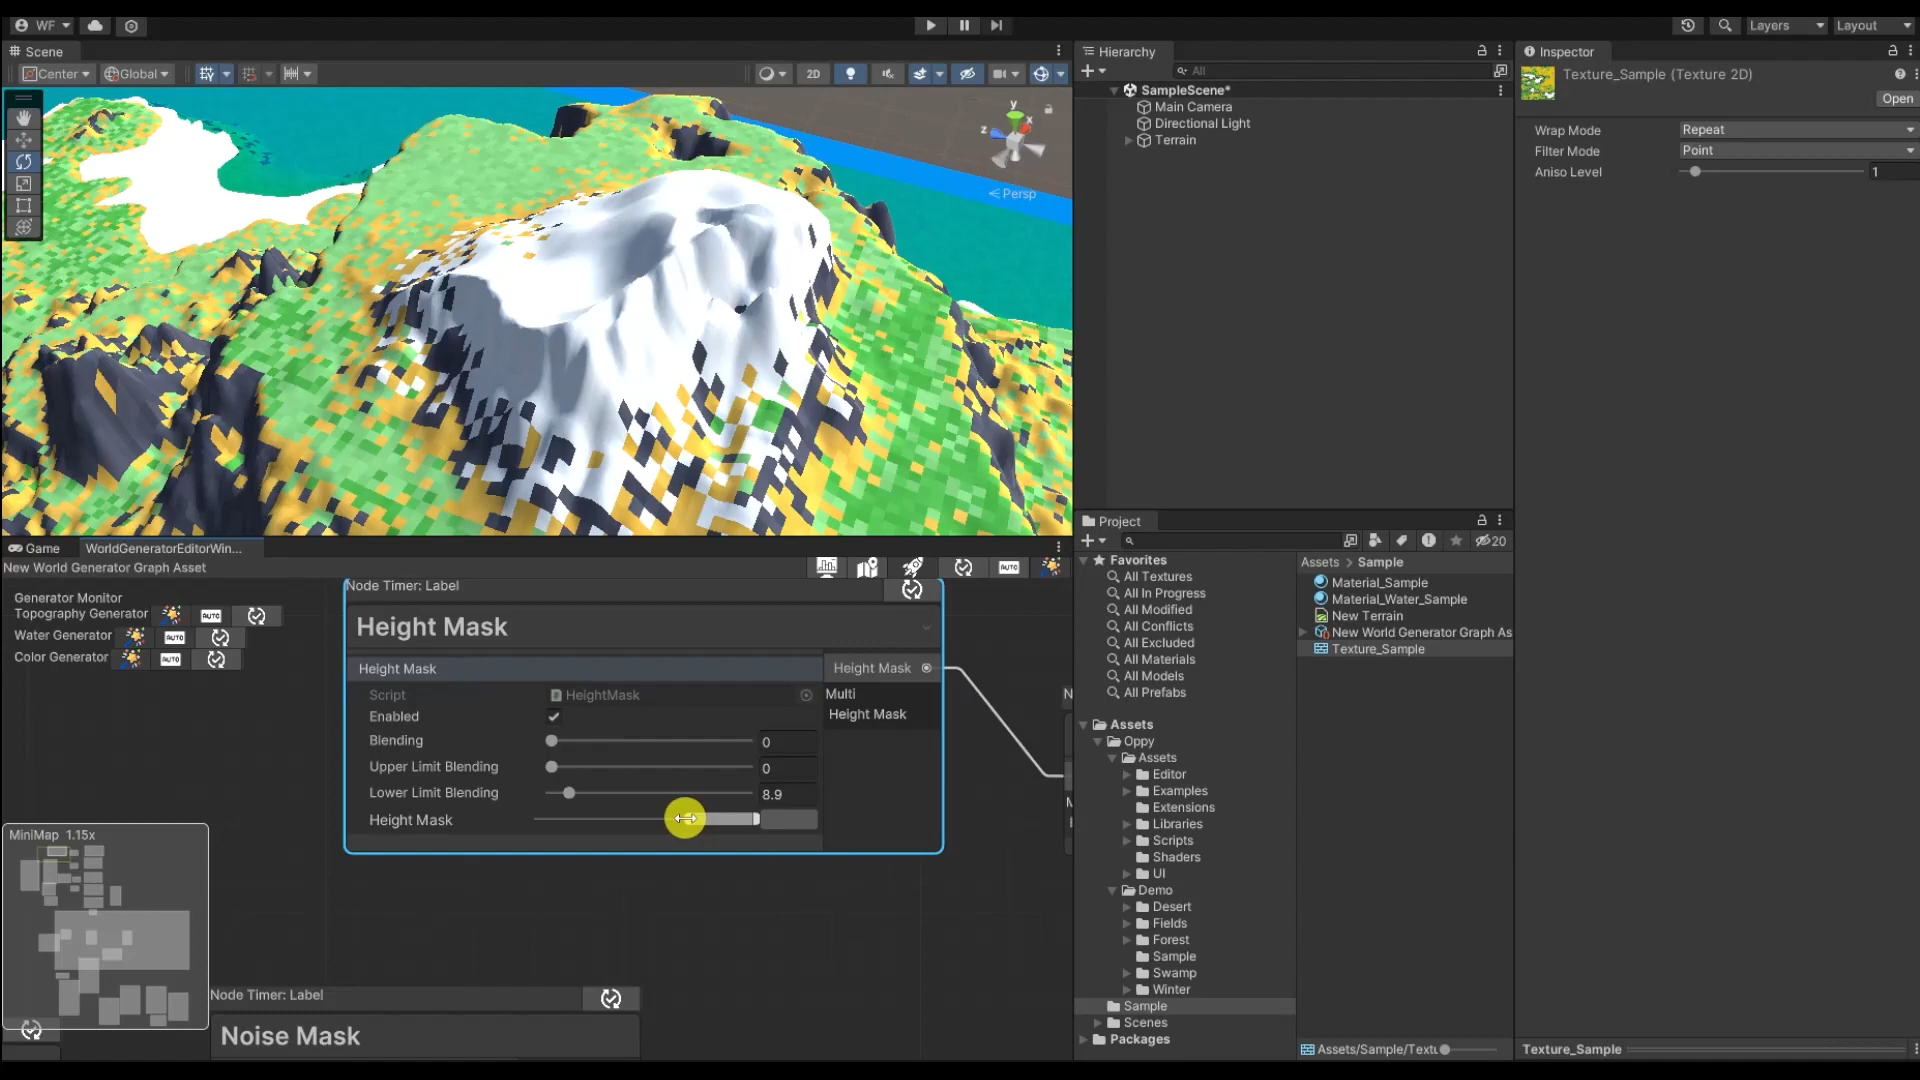 WF
Layers
Layout
Scene
Center
Global
2D
y
x
z
Persp
Hierarchy
All
SampleScene*
Main Camera
Directional Light
Terrain
Inspector
Texture_Sample (Texture 2D)
Open
Wrap Mode
Repeat
Filter Mode
Point
Aniso Level
1
Game
WorldGeneratorEditorWin...
New World Generator Graph Asset
AUTO
Generator Monitor
Topography Generator
AUTO
Water Generator
AUTO
Color Generator
AUTO
Node Timer: Label
Height Mask
Height Mask
Script
HeightMask
Enabled
Blending
0
Upper Limit Blending
0
Lower Limit Blending
8.9
Height Mask
Height Mask
Multi
Height Mask
MiniMap 1.15x
Node Timer: Label
Noise Mask
Project
20
Favorites
All Textures
All In Progress
All Modified
All Conflicts
All Excluded
All Materials
All Models
All Prefabs
Assets
Oppy
Assets
Editor
Examples
Extensions
Libraries
Scripts
Shaders
UI
Demo
Desert
Fields
Forest
Sample
Swamp
Winter
Sample
Scenes
Packages
Assets > Sample
Material_Sample
Material_Water_Sample
New Terrain
New World Generator Graph As
Texture_Sample
Assets/Sample/Textu
Texture_Sample